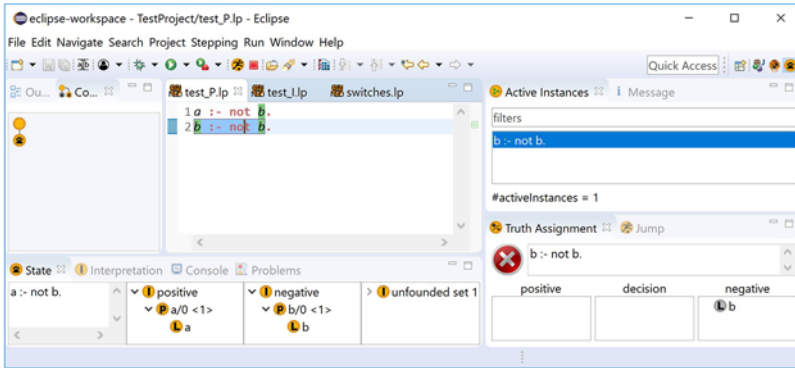 eclipse-workspace - TestProject/test_P.lp - Eclipse
File Edit Navigate Search Project Stepping Run Window Help
Quick Access
Ou... Co... test_P.lp test_I.lp switches.lp Active Instances i Message
1 a :- not b.
2 b :- not b.
filters
b :- not b.
#activeInstances = 1
Truth Assignment Jump
b :- not b.
positive decision negative
L b
State Interpretation Console Problems
a :- not b.
I positive
P a/0 <1>
L a
I negative
P b/0 <1>
L b
I unfounded set 1